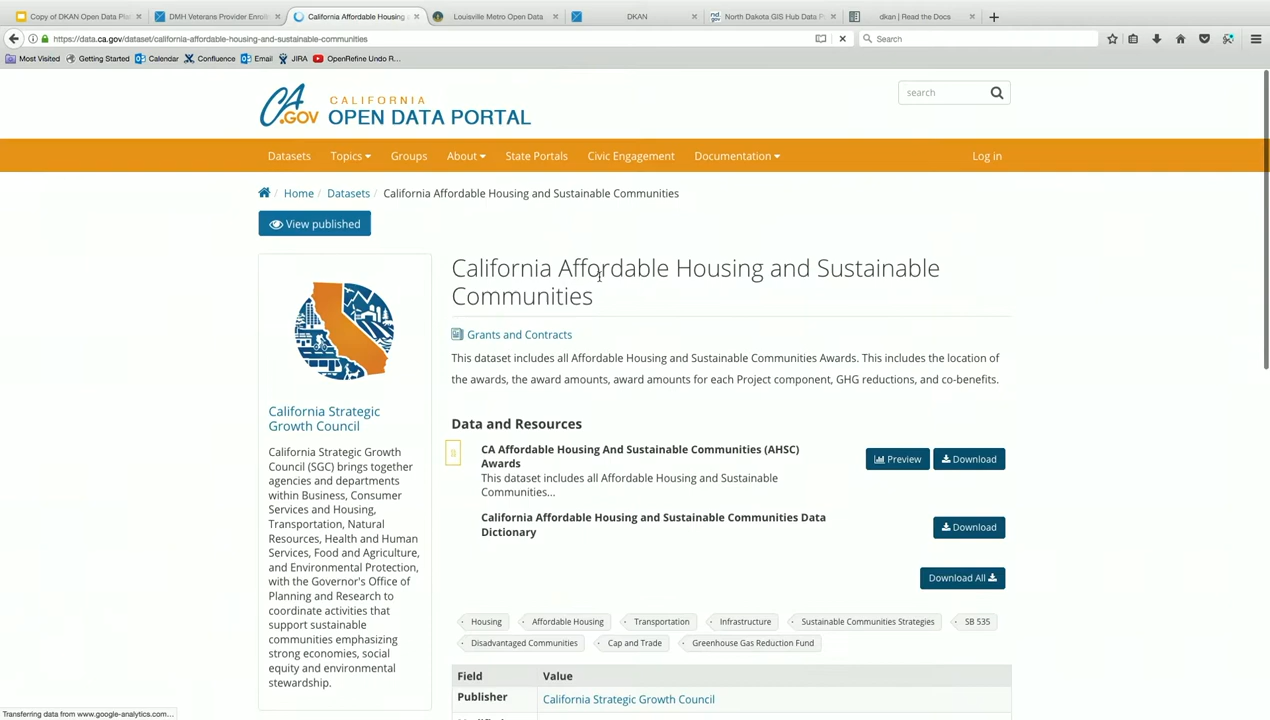 Copy of DKAN Open Data Pla
DMH Veterans Provider Enroll
California Affordable Housing
Louisville Metro Open Data
DKAN
North Dakota GIS Hub Data P
dkan | Read the Docs
https://data.ca.gov/dataset/california-affordable-housing-and-sustainable-communities
Search
Most Visited
Getting Started
Calendar
Confluence
Email
JIRA
OpenRefine Undo R...
CA.GOV
CALIFORNIA
OPEN DATA PORTAL
search
Datasets
Topics
Groups
About
State Portals
Civic Engagement
Documentation
Log in
Home / Datasets / California Affordable Housing and Sustainable Communities
View published
California Strategic
Growth Council
California Strategic Growth
Council (SGC) brings together
agencies and departments
within Business, Consumer
Services and Housing,
Transportation, Natural
Resources, Health and Human
Services, Food and Agriculture,
and Environmental Protection,
with the Governor's Office of
Planning and Research to
coordinate activities that
support sustainable
communities emphasizing
strong economies, social
equity and environmental
stewardship.
California Affordable Housing and Sustainable
Communities
Grants and Contracts
This dataset includes all Affordable Housing and Sustainable Communities Awards. This includes the location of
the awards, the award amounts, award amounts for each Project component, GHG reductions, and co-benefits.
Data and Resources
CA Affordable Housing And Sustainable Communities (AHSC)
Awards
This dataset includes all Affordable Housing and Sustainable
Communities...
Preview
Download
California Affordable Housing and Sustainable Communities Data
Dictionary
Download
Download All
Housing
Affordable Housing
Transportation
Infrastructure
Sustainable Communities Strategies
SB 535
Disadvantaged Communities
Cap and Trade
Greenhouse Gas Reduction Fund
Field
Value
Publisher
California Strategic Growth Council
Transferring data from www.google-analytics.com...